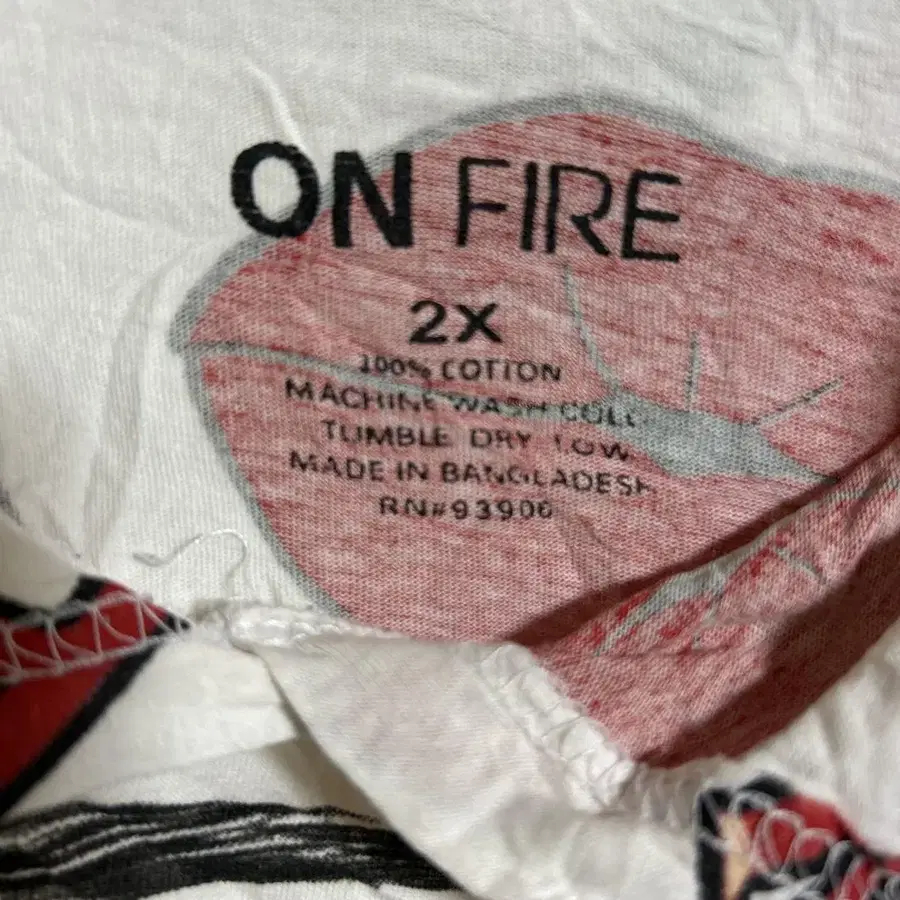 ON FIRE
2X
100% COTTON
MACHINE WASH COLD
TUMBLE DRY LOW
MADE IN BANGLADESH
RN#93906